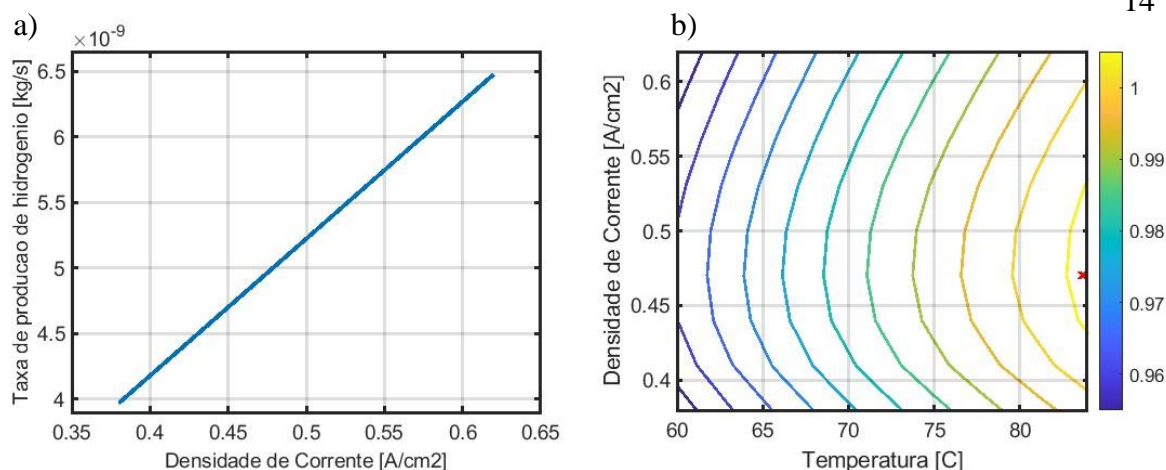 14
a)
b)
×10⁻⁹
Taxa de producao de hidrogenio [kg/s]
6.5
6
5.5
5
4.5
4
0.35 0.4 0.45 0.5 0.55 0.6 0.65
Densidade de Corrente [A/cm2]
Densidade de Corrente [A/cm2]
0.6
0.55
0.5
0.45
0.4
60 65 70 75 80
Temperatura [C]
1
0.99
0.98
0.97
0.96